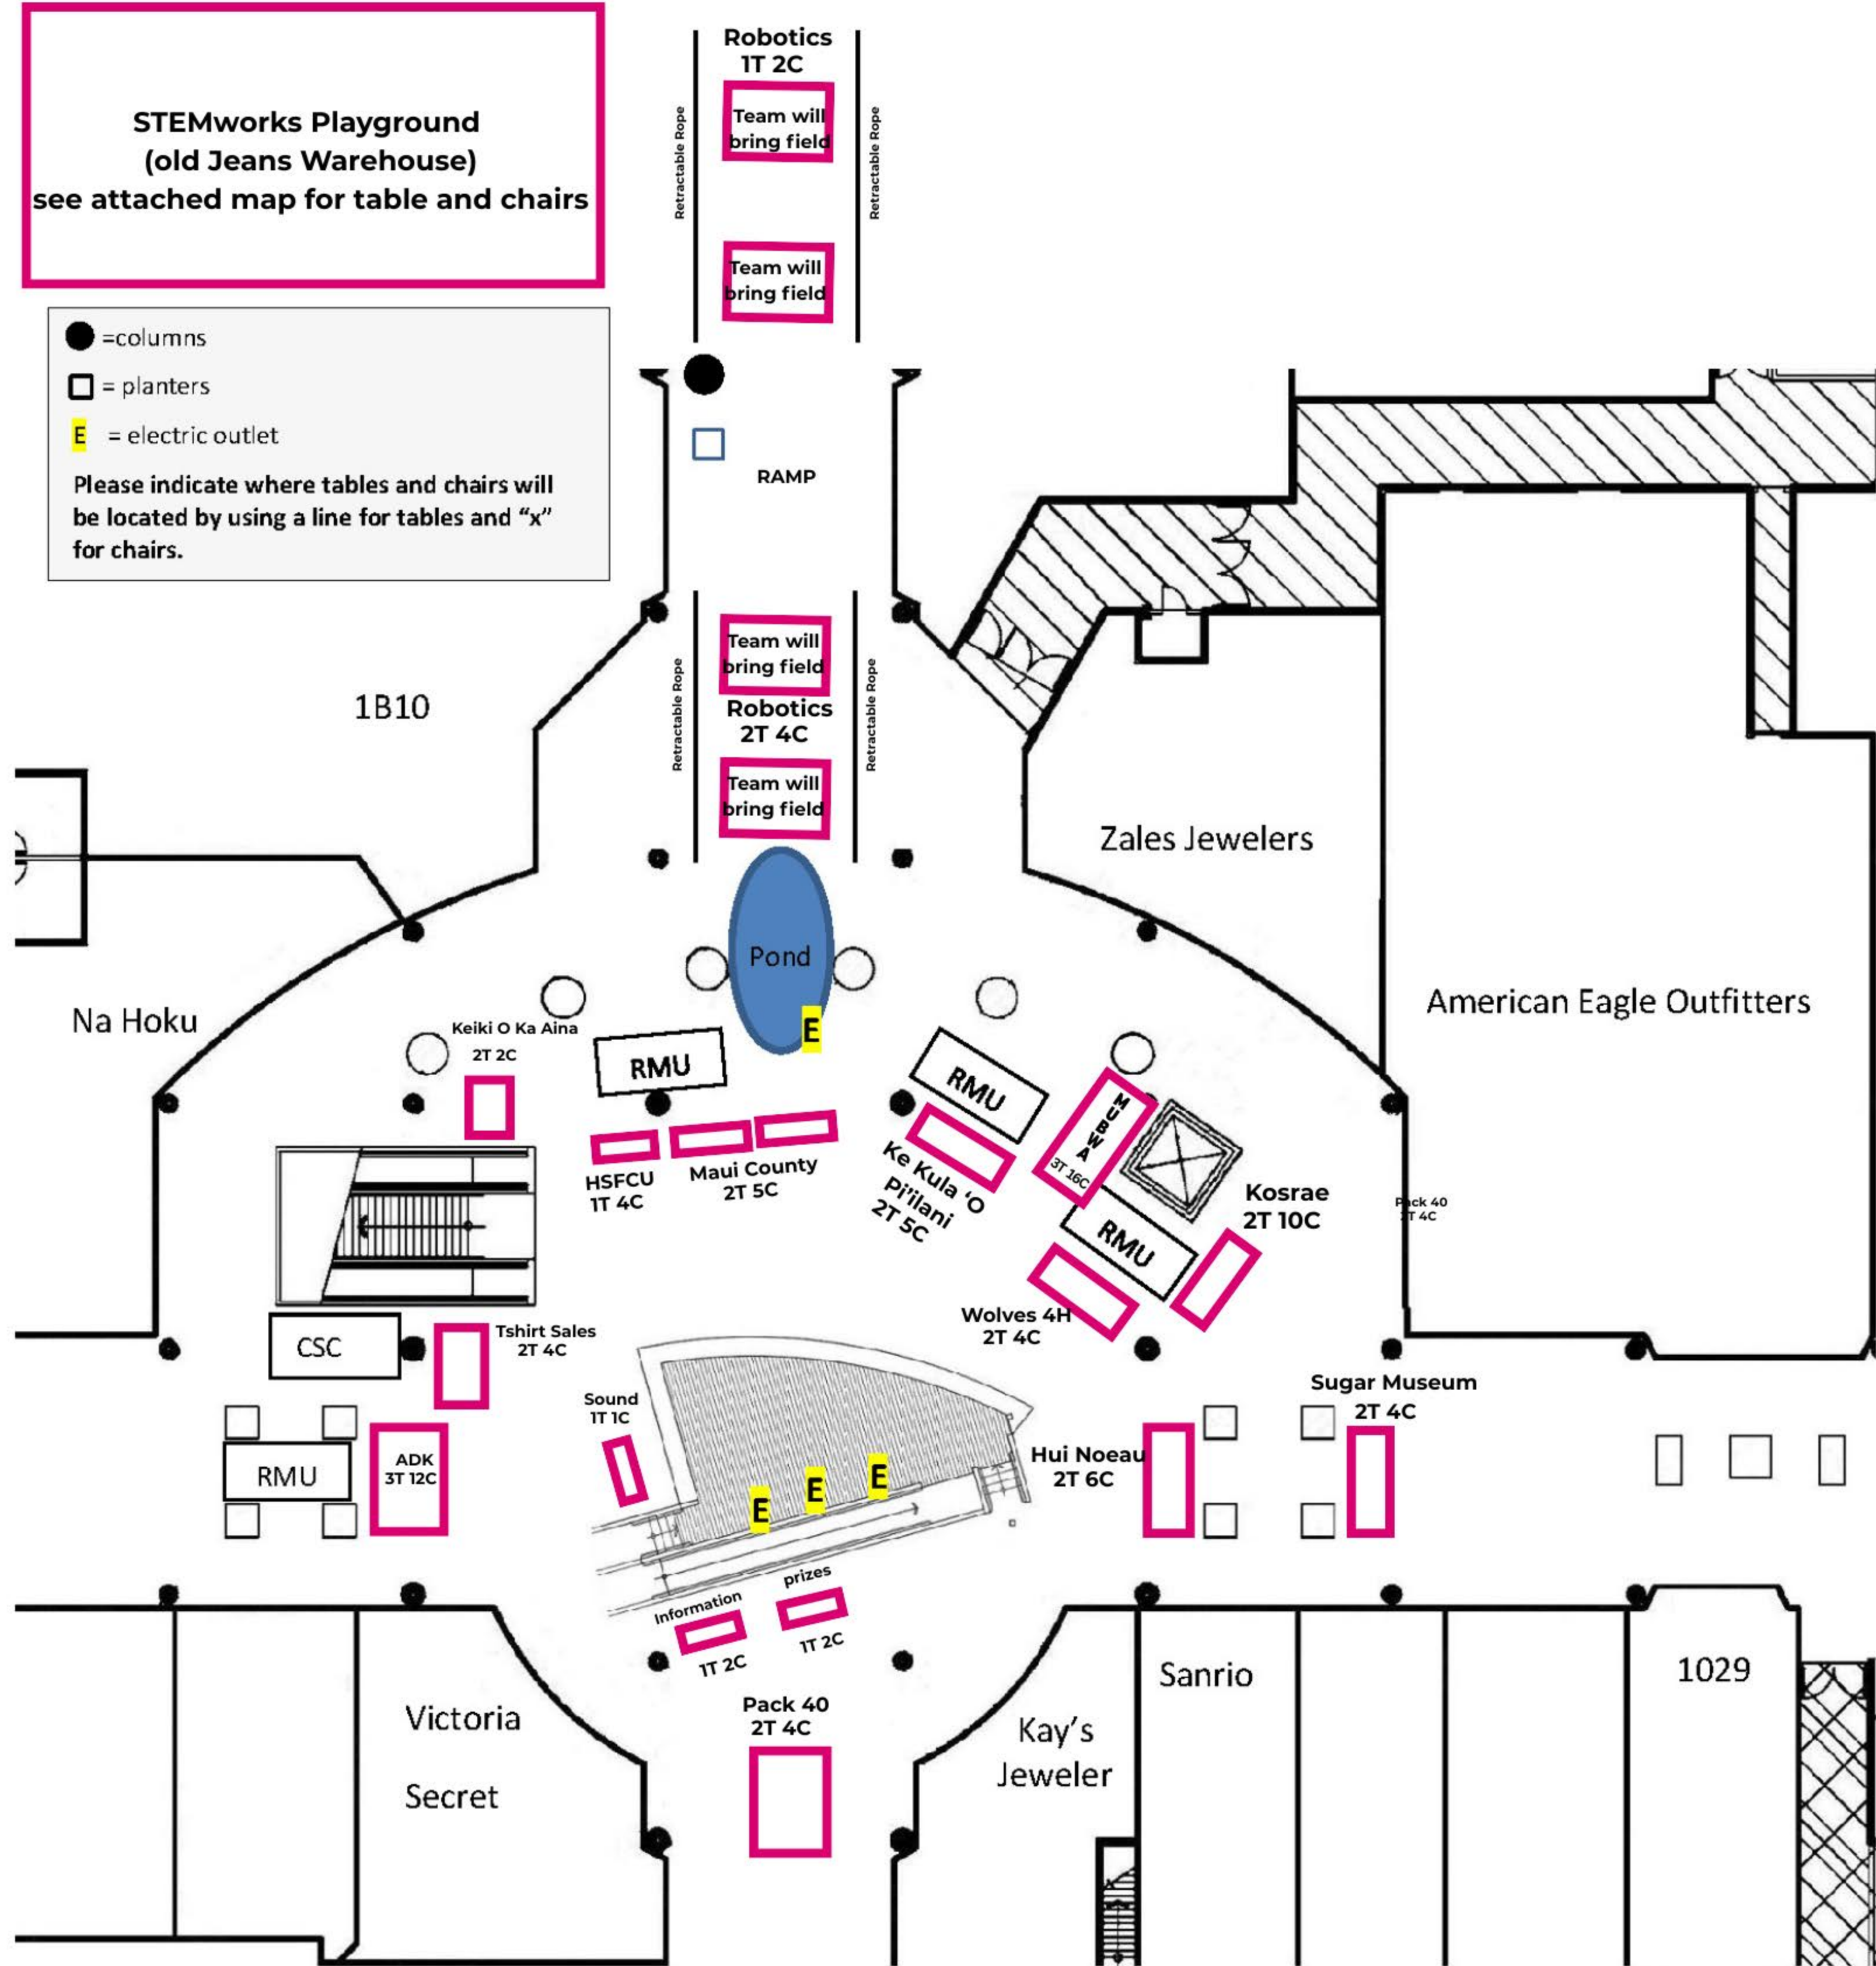 STEMworks Playground
(old Jeans Warehouse)
see attached map for table and chairs
=columns
= planters
E = electric outlet
Please indicate where tables and chairs will
be located by using a line for tables and “x”
for chairs.
Robotics
1T 2C
Retractable Rope
Team will
bring field
Retractable Rope
Team will
bring field
RAMP
1B10
Retractable Rope
Team will
bring field
Robotics
2T 4C
Retractable Rope
Team will
bring field
Zales Jewelers
American Eagle Outfitters
Pond
E
Na Hoku
Keiki O Ka Aina
2T 2C
RMU
RMU
HSFCU
1T 4C
Maui County
2T 5C
Ke Kula ‘O
Pi’ilani
2T 5C
MUBWA
3T 16C
RMU
Kosrae
2T 10C
Pack 40
T 4C
Wolves 4H
2T 4C
CSC
Tshirt Sales
2T 4C
RMU
ADK
3T 12C
Sound
1T 1C
E
E
E
Hui Noeau
2T 6C
Sugar Museum
2T 4C
Information
1T 2C
prizes
1T 2C
Pack 40
2T 4C
Victoria
Secret
Kay’s
Jeweler
Sanrio
1029